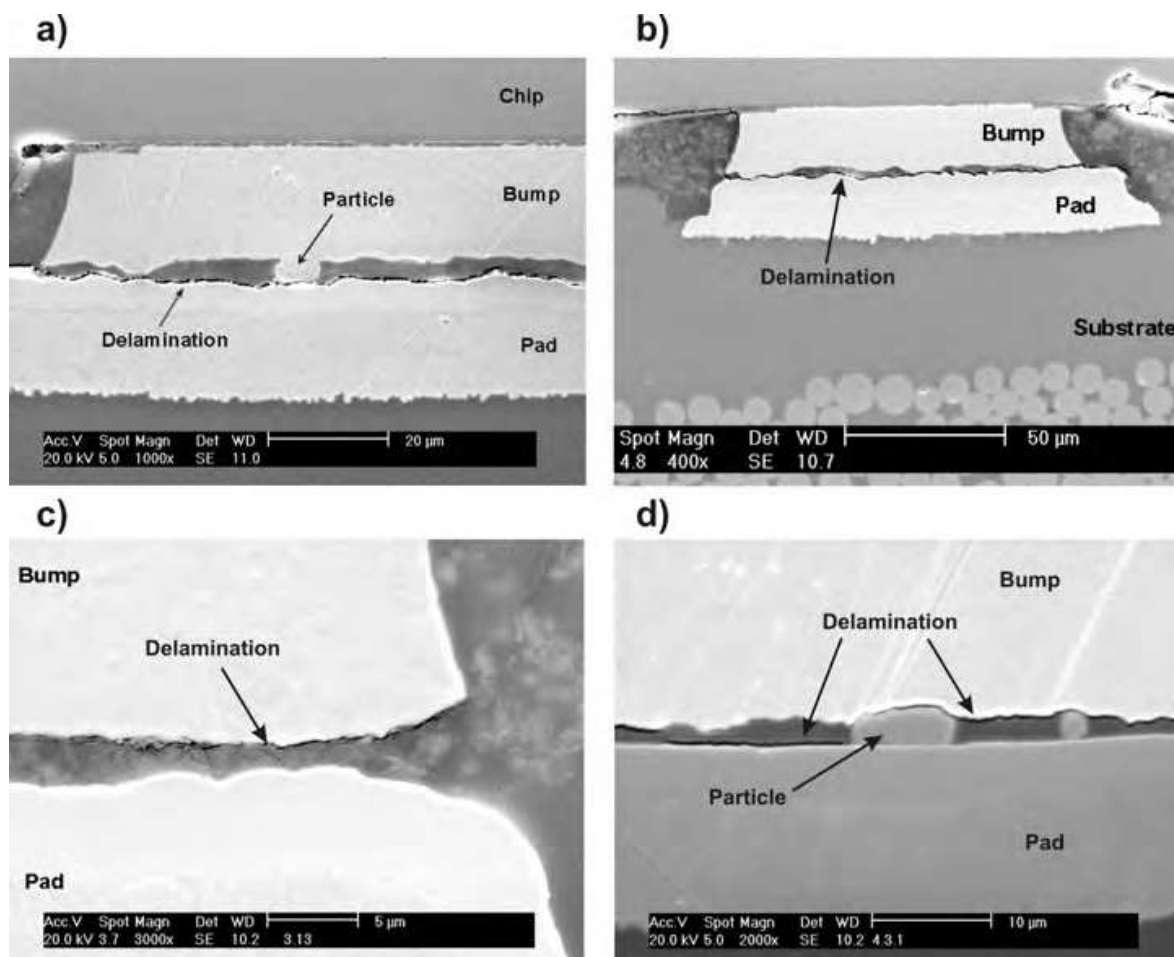 a)
Chip
Particle
Bump
Delamination
Pad
Acc.V Spot Magn Det WD 20 µm
20.0 kV 5.0 1000x SE 11.0
b)
Bump
Pad
Delamination
Substrate
Spot Magn Det WD 50 µm
4.8 400x SE 10.7
c)
Bump
Delamination
Pad
Acc.V Spot Magn Det WD 5 µm
20.0 kV 3.7 3000x SE 10.2 3.13
d)
Bump
Delamination
Particle
Pad
Acc.V Spot Magn Det WD 10 µm
20.0 kV 5.0 2000x SE 10.2 4.3.1